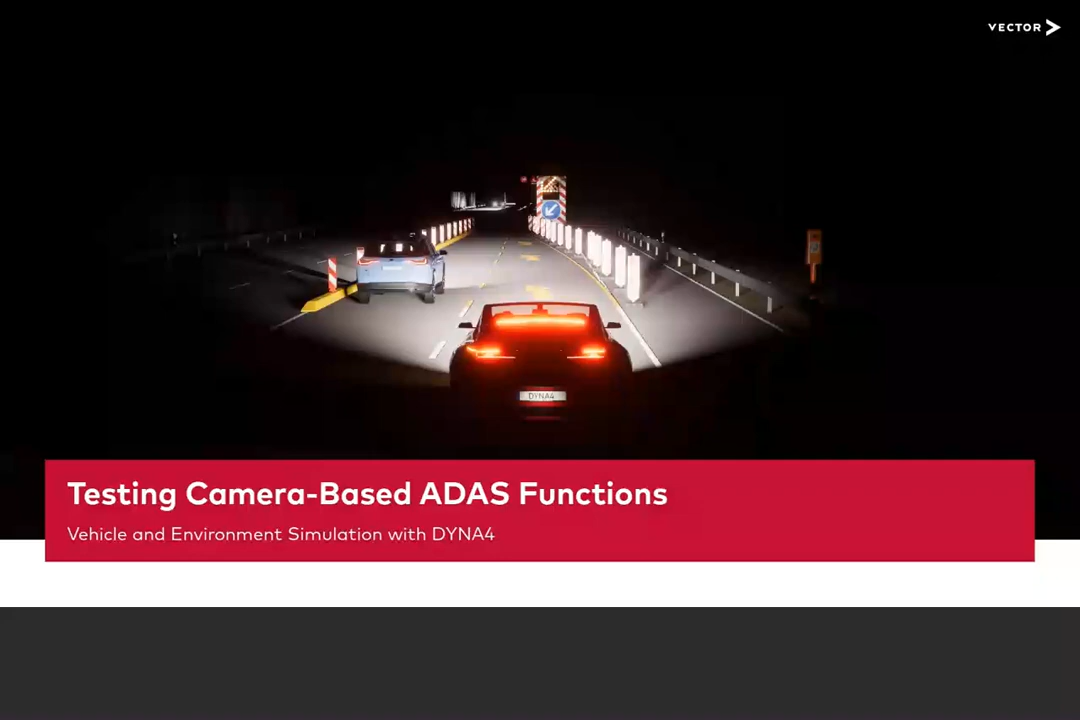 VECTOR
DYNA4
Testing Camera-Based ADAS Functions
Vehicle and Environment Simulation with DYNA4